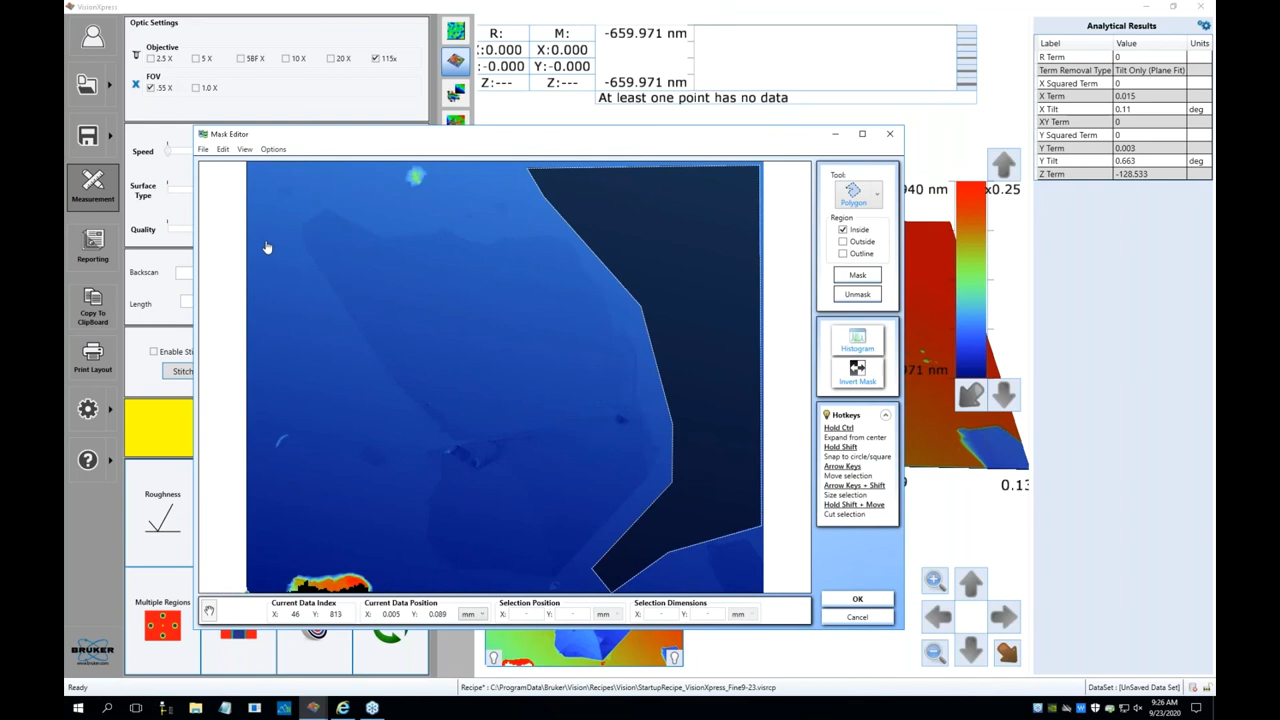 VisionXpress
Optic Settings
Objective
2.5 X
5 X
5BF X
10 X
20 X
115x
FOV
.55 X
1.0 X
Speed
Surface
Type
Quality
Backscan
Length
Enable Sti
Stitch
Roughness
Multiple Regions
Measurement
Reporting
Copy To
ClipBoard
Print Layout
BRUKER
www.bruker.com
R:
M:
-659.971 nm
X:0.000
X:0.000
-0.000
Y:-0.000
Z:---
Z:---
-659.971 nm
At least one point has no data
Mask Editor
File
Edit
View
Options
Tool:
Polygon
Region
Inside
Outside
Outline
Mask
Unmask
Histogram
Invert Mask
Hotkeys
Hold Ctrl
Expand from center
Hold Shift
Snap to circle/square
Arrow Keys
Move selection
Arrow Keys + Shift
Size selection
Hold Shift + Move
Cut selection
OK
Cancel
Current Data Index
X: 46 Y: 813
Current Data Position
X: 0.005 Y: 0.089 mm
Selection Position
X: - Y: - mm
Selection Dimensions
X: - Y: - mm
940 nm
x0.25
971 nm
0.13
Analytical Results
Label Value Units
R Term 0
Term Removal Type Tilt Only (Plane Fit)
X Squared Term 0
X Term 0.015
X Tilt 0.11 deg
XY Term 0
Y Squared Term 0
Y Term 0.003
Y Tilt 0.663 deg
Z Term -128.533
Ready
Recipe* : C:\ProgramData\Bruker\Vision\Recipes\Vision\StartupRecipe_VisionXpress_Fine9-23.visrcp
DataSet : [UnSaved Data Set]
9:26 AM
9/23/2020